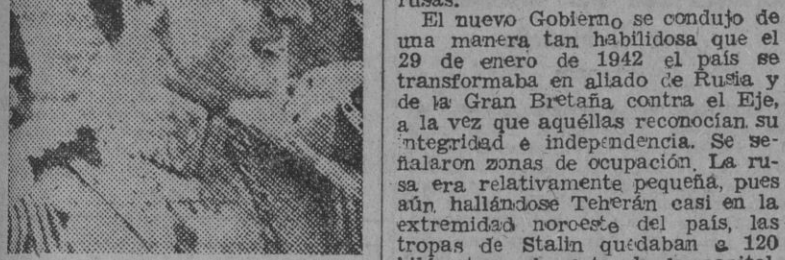 rusas.
El nuevo Gobierno se condujo de
una manera tan habilidosa que el
29 de enero de 1942 el país se
transformaba en aliado de Rusia y
de la Gran Bretaña contra el Eje,
a la vez que aquéllas reconocían su
ntegridad e independencia. Se se-
ñalaron zonas de ocupación. La ru-
sa era relativamente pequeña, pues
aún hallándose Teherán casi en la
extremidad noroeste del país, las
tropas de Stalin quedaban a 120